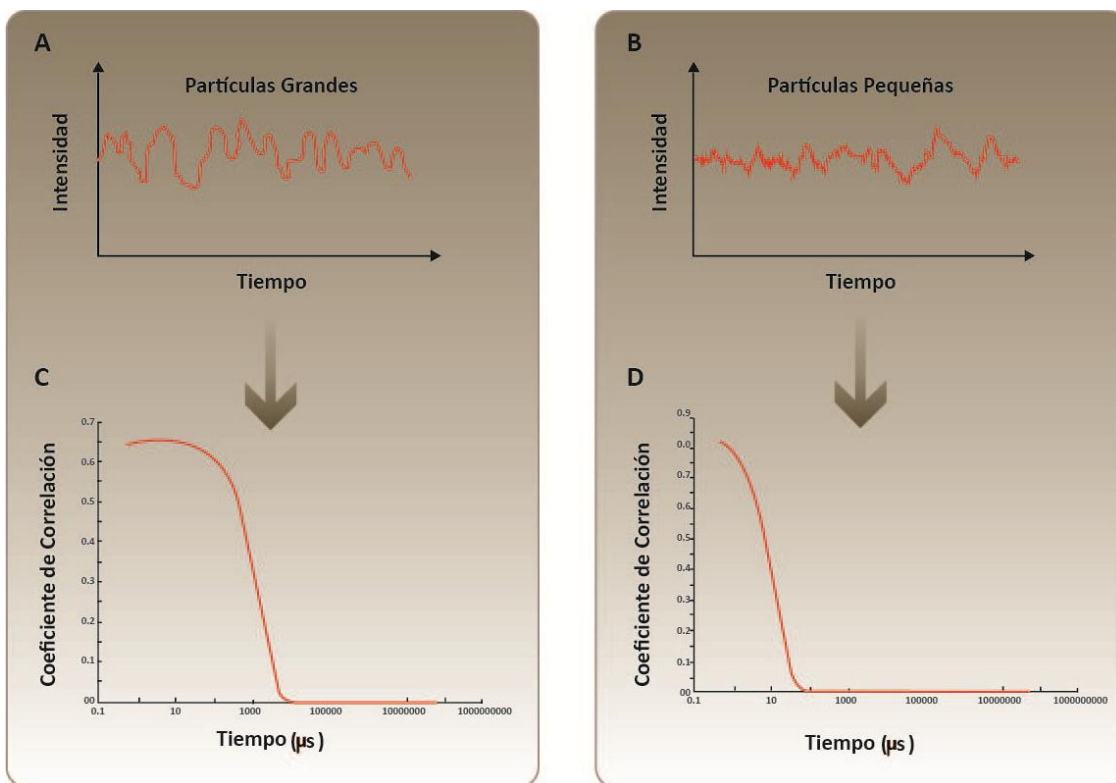 A
Partículas Grandes
Intensidad
Tiempo
B
Partículas Pequeñas
Intensidad
Tiempo
C
Coeficiente de Correlación
0.7
0.6
0.5
0.4
0.3
0.2
0.1
00
0.1 10 1000 100000 10000000 1000000000
Tiempo (µs)
D
Coeficiente de Correlación
0.9
0.0
0.7
0.6
0.5
0.4
0.3
0.2
0.1
00
0.1 10 1000 100000 10000000 1000000000
Tiempo (µs)